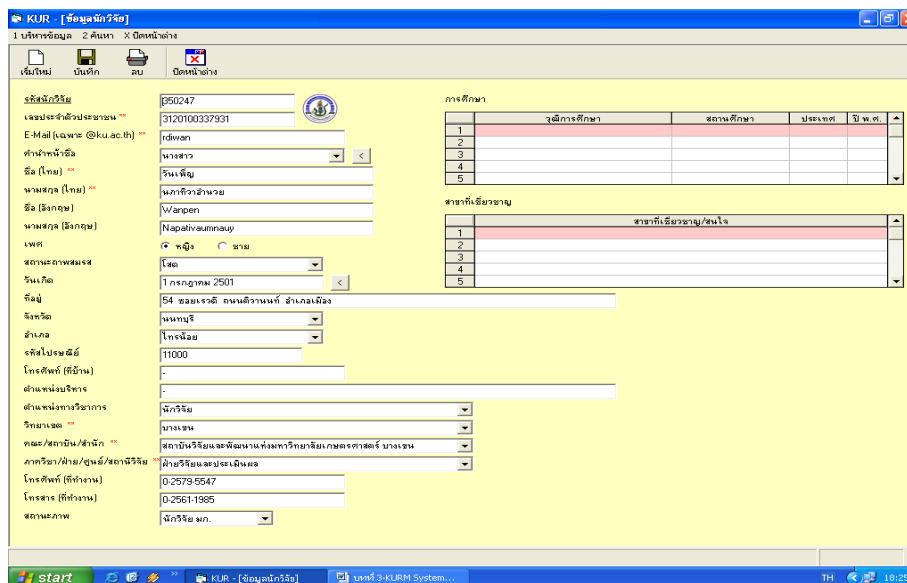 KUR - [ข้อมูลนักวิจัย]
1 บริหารข้อมูล 2 ค้นหา X ปิดหน้าต่าง
เริ่มใหม่ บันทึก ลบ ปิดหน้าต่าง
รหัสนักวิจัย 350247
เลขประจำตัวประชาชน ** 3120100337931
E-Mail (เฉพาะ @ku.ac.th) ** rdiwan
คำนำหน้าชื่อ นางสาว <
ชื่อ (ไทย) ** วันเพ็ญ
นามสกุล (ไทย) ** นภาทิวาอำนวย
ชื่อ (อังกฤษ) Wanpen
นามสกุล (อังกฤษ) Napativaumnauy
เพศ หญิง ชาย
สถานะภาพสมรส โสด
วันเกิด 1 กรกฎาคม 2501 <
ที่อยู่ 54 ซอยเรวดี ถนนติวานนท์ อำเภอเมือง
จังหวัด นนทบุรี
อำเภอ ไทรน้อย
รหัสไปรษณีย์ 11000
โทรศัพท์ (ที่บ้าน) -
ตำแหน่งบริหาร -
ตำแหน่งทางวิชาการ นักวิจัย
วิทยาเขต ** บางเขน
คณะ/สถาบัน/สำนัก ** สถาบันวิจัยและพัฒนาแห่งมหาวิทยาลัยเกษตรศาสตร์ บางเขน
ภาควิชา/ฝ่าย/ศูนย์/สถานีวิจัย ** ฝ่ายวิจัยและประเมินผล
โทรศัพท์ (ที่ทำงาน) 0-2579-5547
โทรสาร (ที่ทำงาน) 0-2561-1985
สถานะภาพ นักวิจัย มก.
การศึกษา
วุฒิการศึกษา สถานศึกษา ประเทศ ปี พ.ศ.
1
2
3
4
5
สาขาที่เชี่ยวชาญ
สาขาที่เชี่ยวชาญ/สนใจ
1
2
3
4
5
start KUR - [ข้อมูลนักวิจัย] บทที่ 3-KURM System... TH